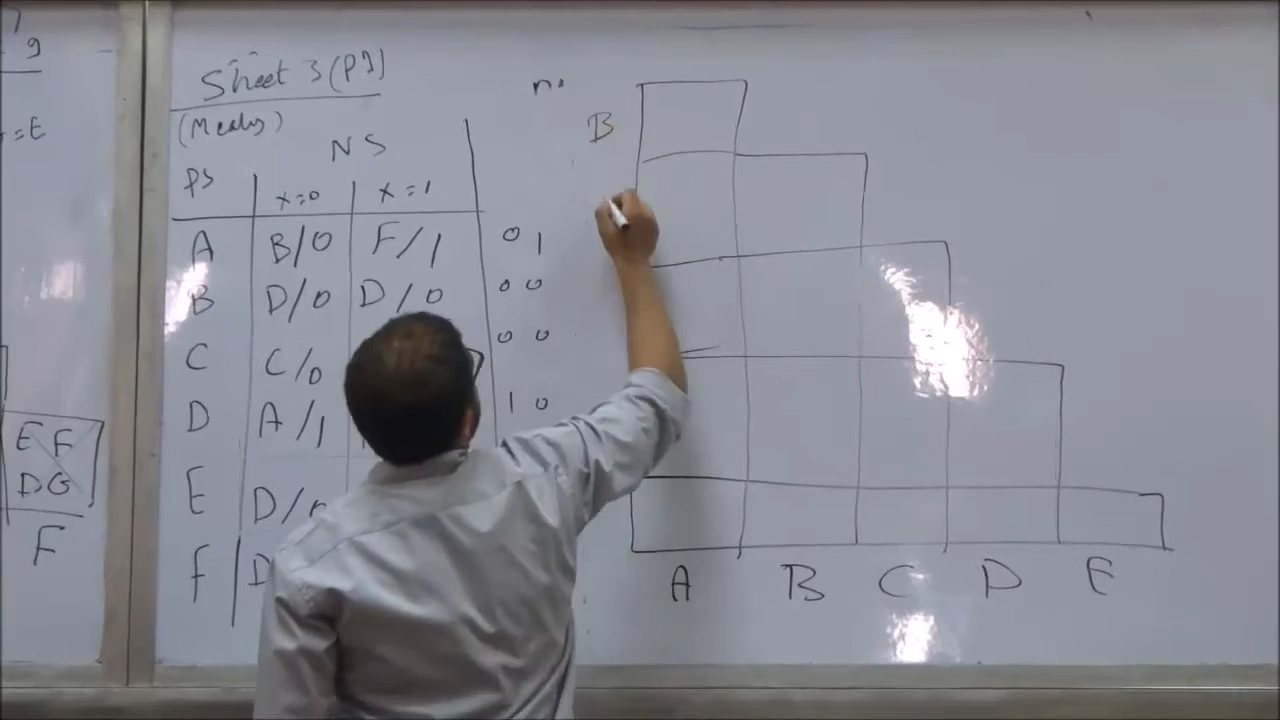 9
=E
E F
D G
F
Sheet 3 (P1)
(Mealy)
NS
PS x=0 x=1
A B/0 F/1 0 1
B D/0 D/0 0 0
C C/0 0 0
D A/1 1 0
E D/0
F D
B
A B C D E